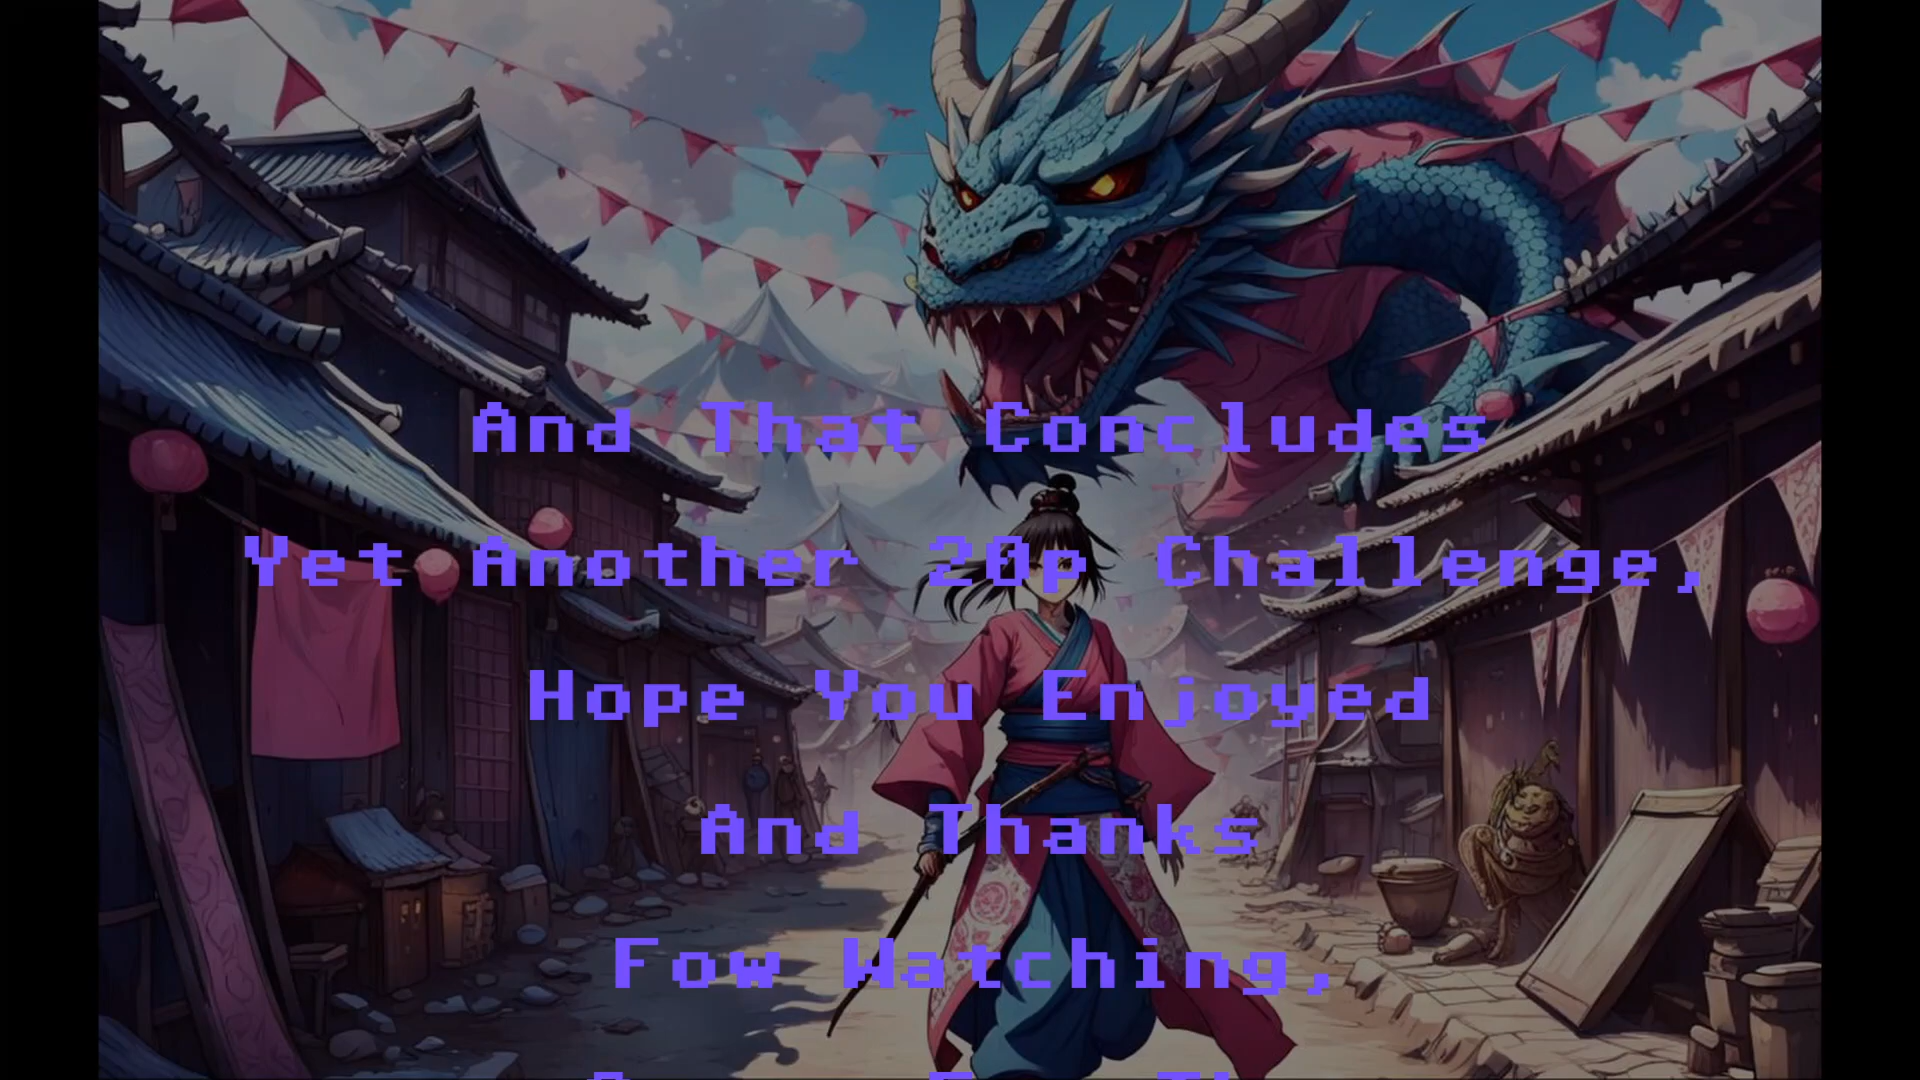 And That Concludes
Yet Another 20p Challenge,
Hope You Enjoyed
And Thanks
Fow Watching,